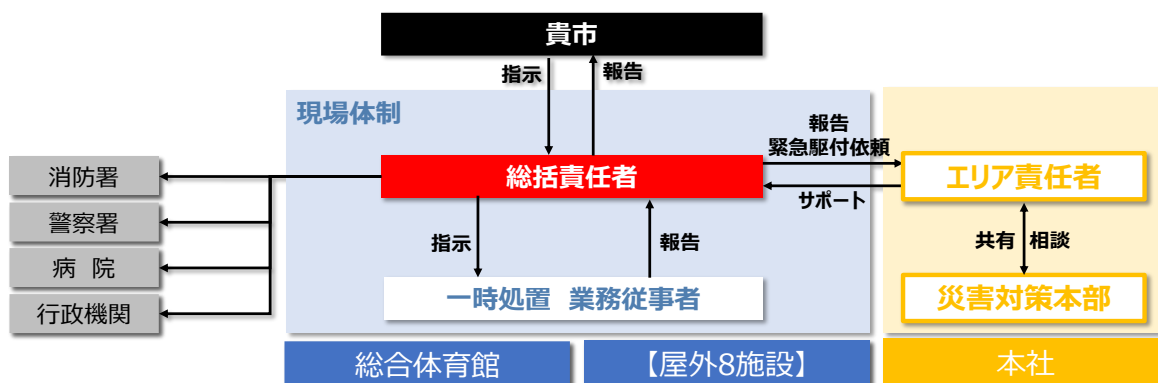 貴市
指示
報告
現場体制
報告
緊急駆付依頼
消防署
総括責任者
エリア責任者
警察署
サポート
指示
報告
共有
相談
病 院
一時処置 業務従事者
災害対策本部
行政機関
総合体育館
【屋外8施設】
本社